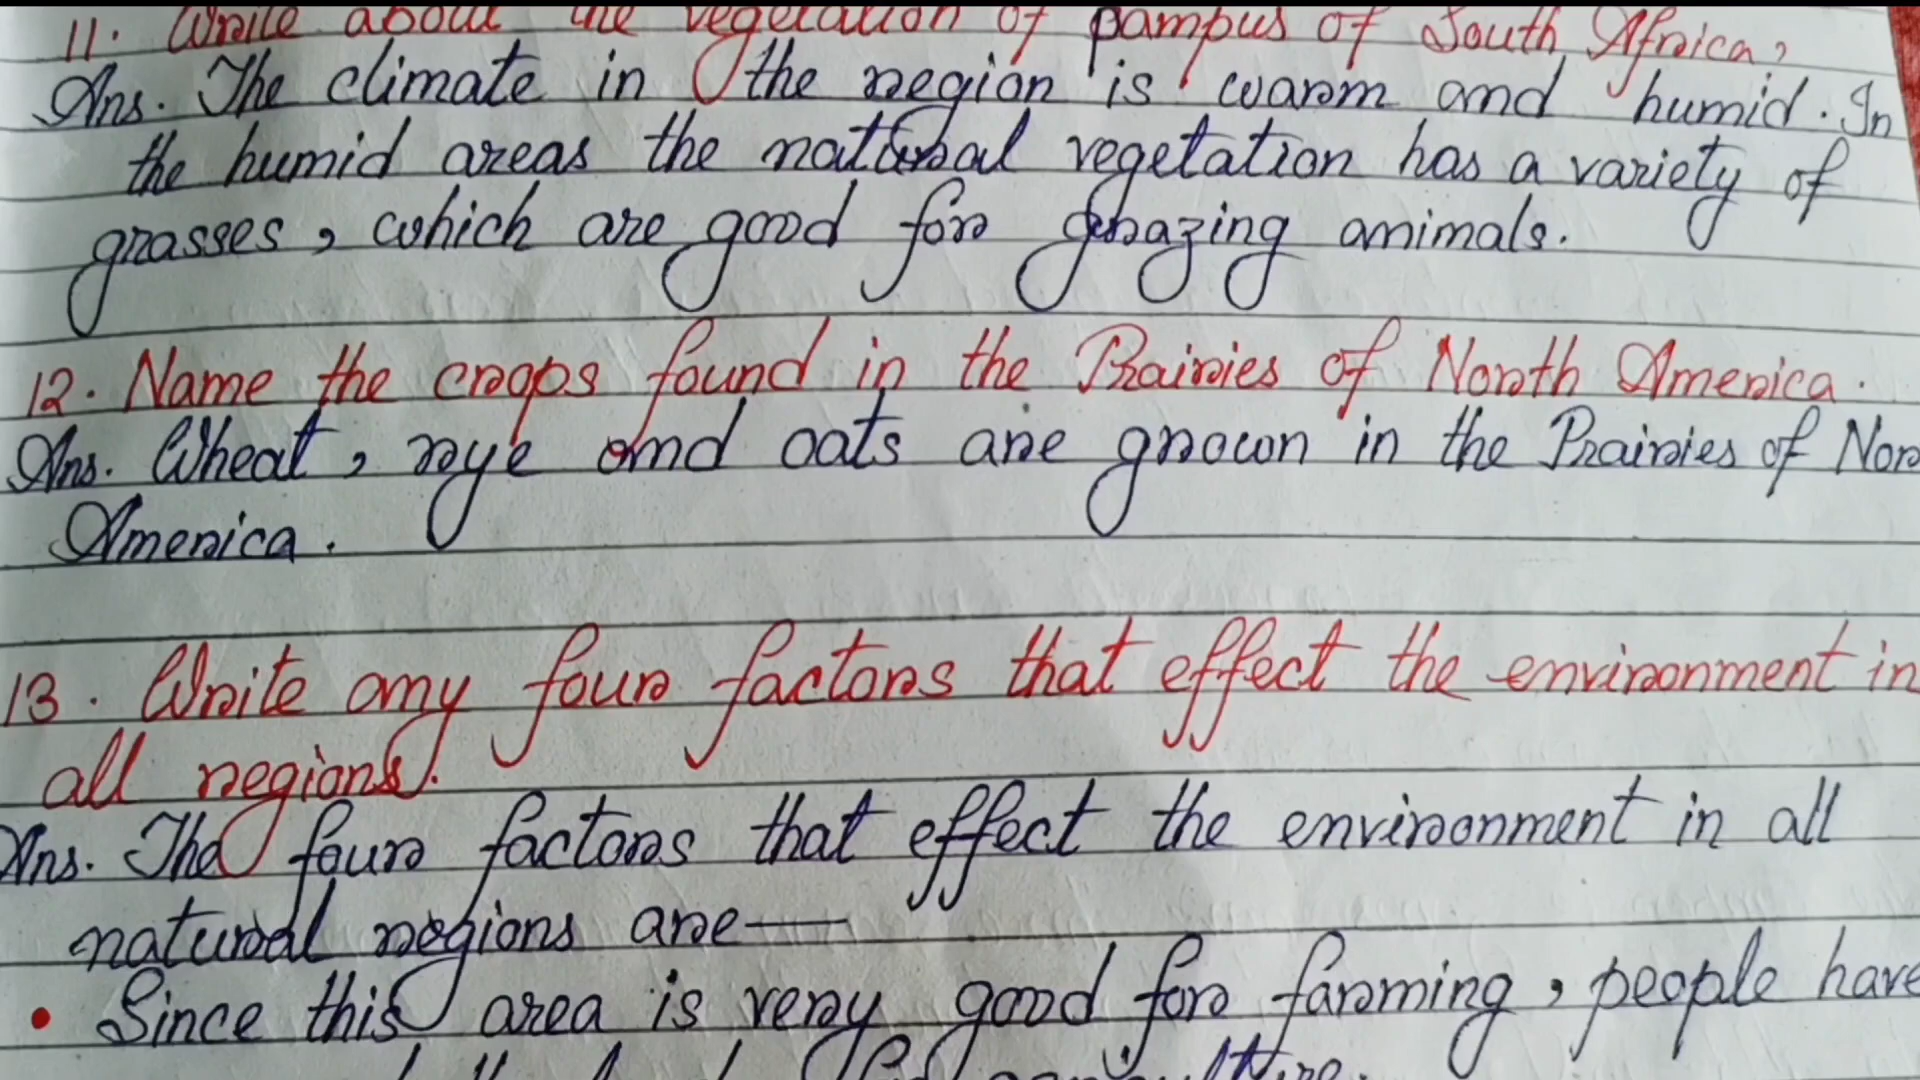 11. Write about the vegetation of pampus of South Africa,
Ans. The climate in the region is warm and humid. In
the humid areas the natural vegetation has a variety of
grasses, which are good for grazing animals.
12. Name the crops found in the Prairies of North America.
Ans. Wheat, rye and oats are grown in the Prairies of Nor
America.
13. Write any four factors that effect the environment in
all regions.
Ans. The four factors that effect the environment in all
natural regions are—
• Since this area is very good for farming, people have